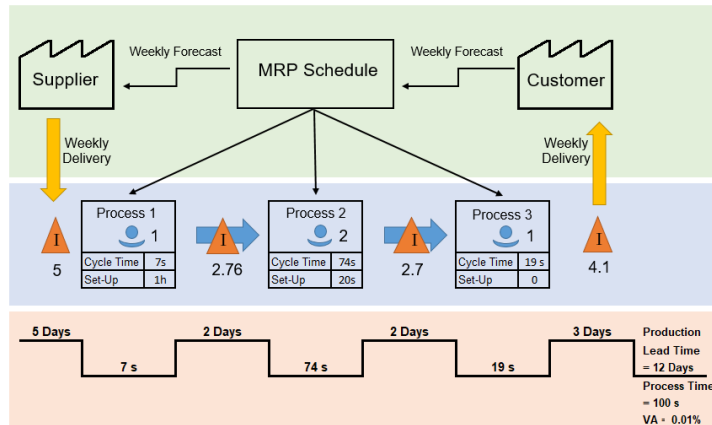 Weekly Forecast
Weekly Forecast
Supplier
MRP Schedule
Customer
Weekly
Delivery
Weekly
Delivery
Process 1
Process 2
Process 3
I
1
I
2
I
1
I
5
Cycle Time 7s
2.76
Cycle Time 74s
2.7
Cycle Time 19 s
4.1
Set-Up 1h
Set-Up 20s
Set-Up 0
5 Days
2 Days
2 Days
3 Days
7 s
74 s
19 s
Production
Lead Time
= 12 Days
Process Time
= 100 s
VA = 0.01%